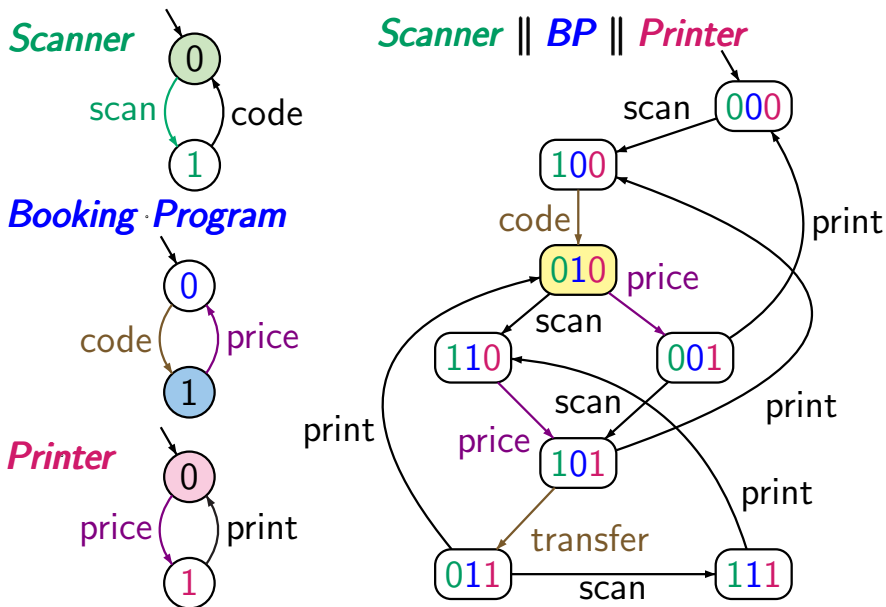 Scanner
0
scan
code
1
Booking Program
0
code
price
1
Printer
0
price
print
1
Scanner || BP || Printer
000
scan
100
code
print
010
price
scan
110
001
scan
print
print
price
101
print
transfer
011
scan
111